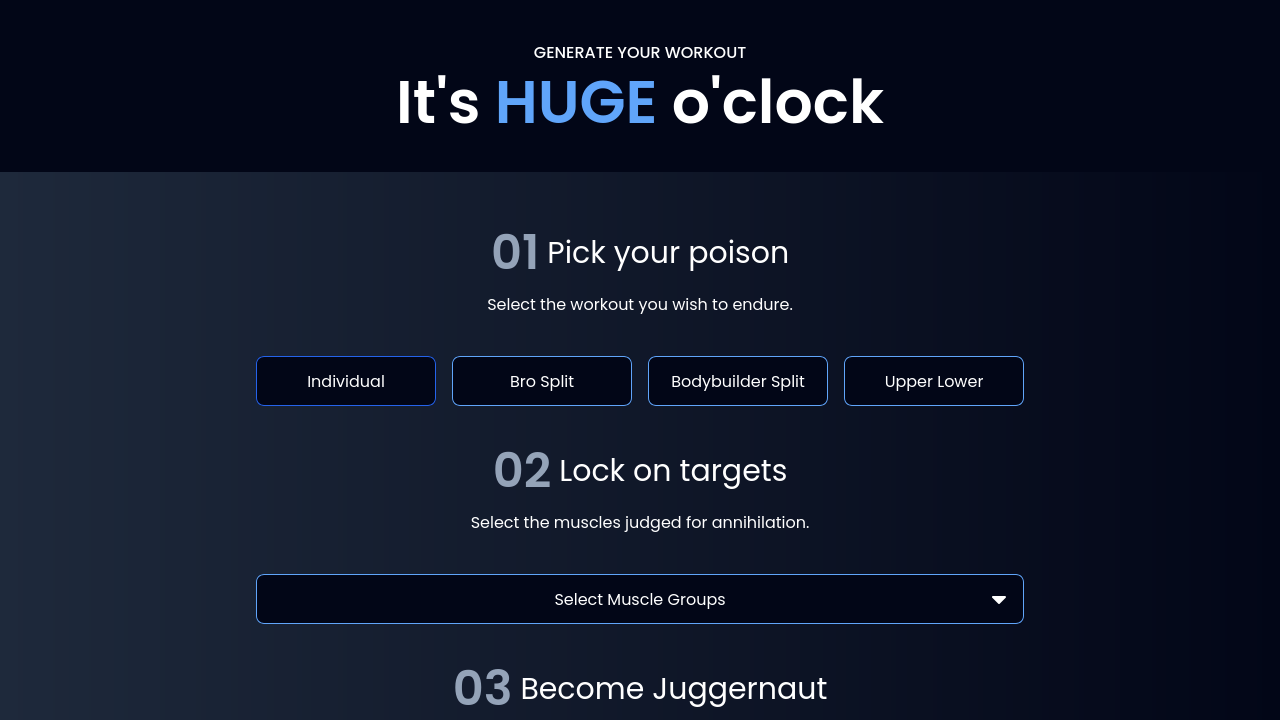 GENERATE YOUR WORKOUT
It's HUGE o'clock
01 Pick your poison
Select the workout you wish to endure.
Individual
Bro Split
Bodybuilder Split
Upper Lower
02 Lock on targets
Select the muscles judged for annihilation.
Select Muscle Groups
03 Become Juggernaut